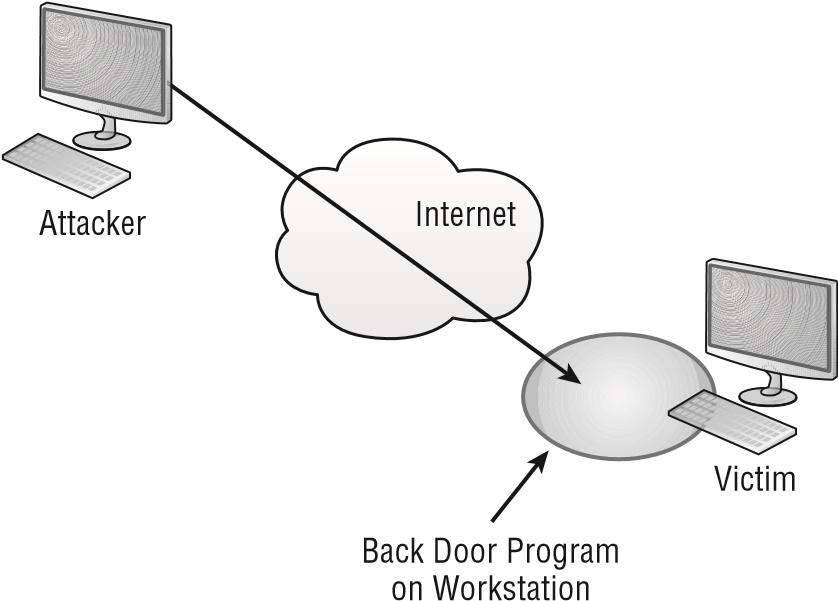 Attacker
Internet
Victim
Back Door Program
on Workstation